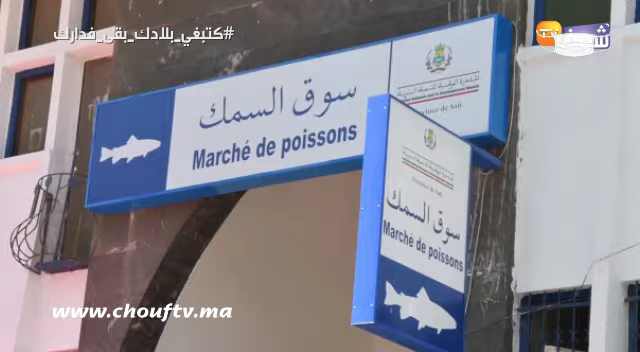 #كتبغي_بلادك_بقى_فدارك
سوق السمك
Marché de poissons
Province de Safi
سوق السمك
Marché de poissons
www.chouftv.ma